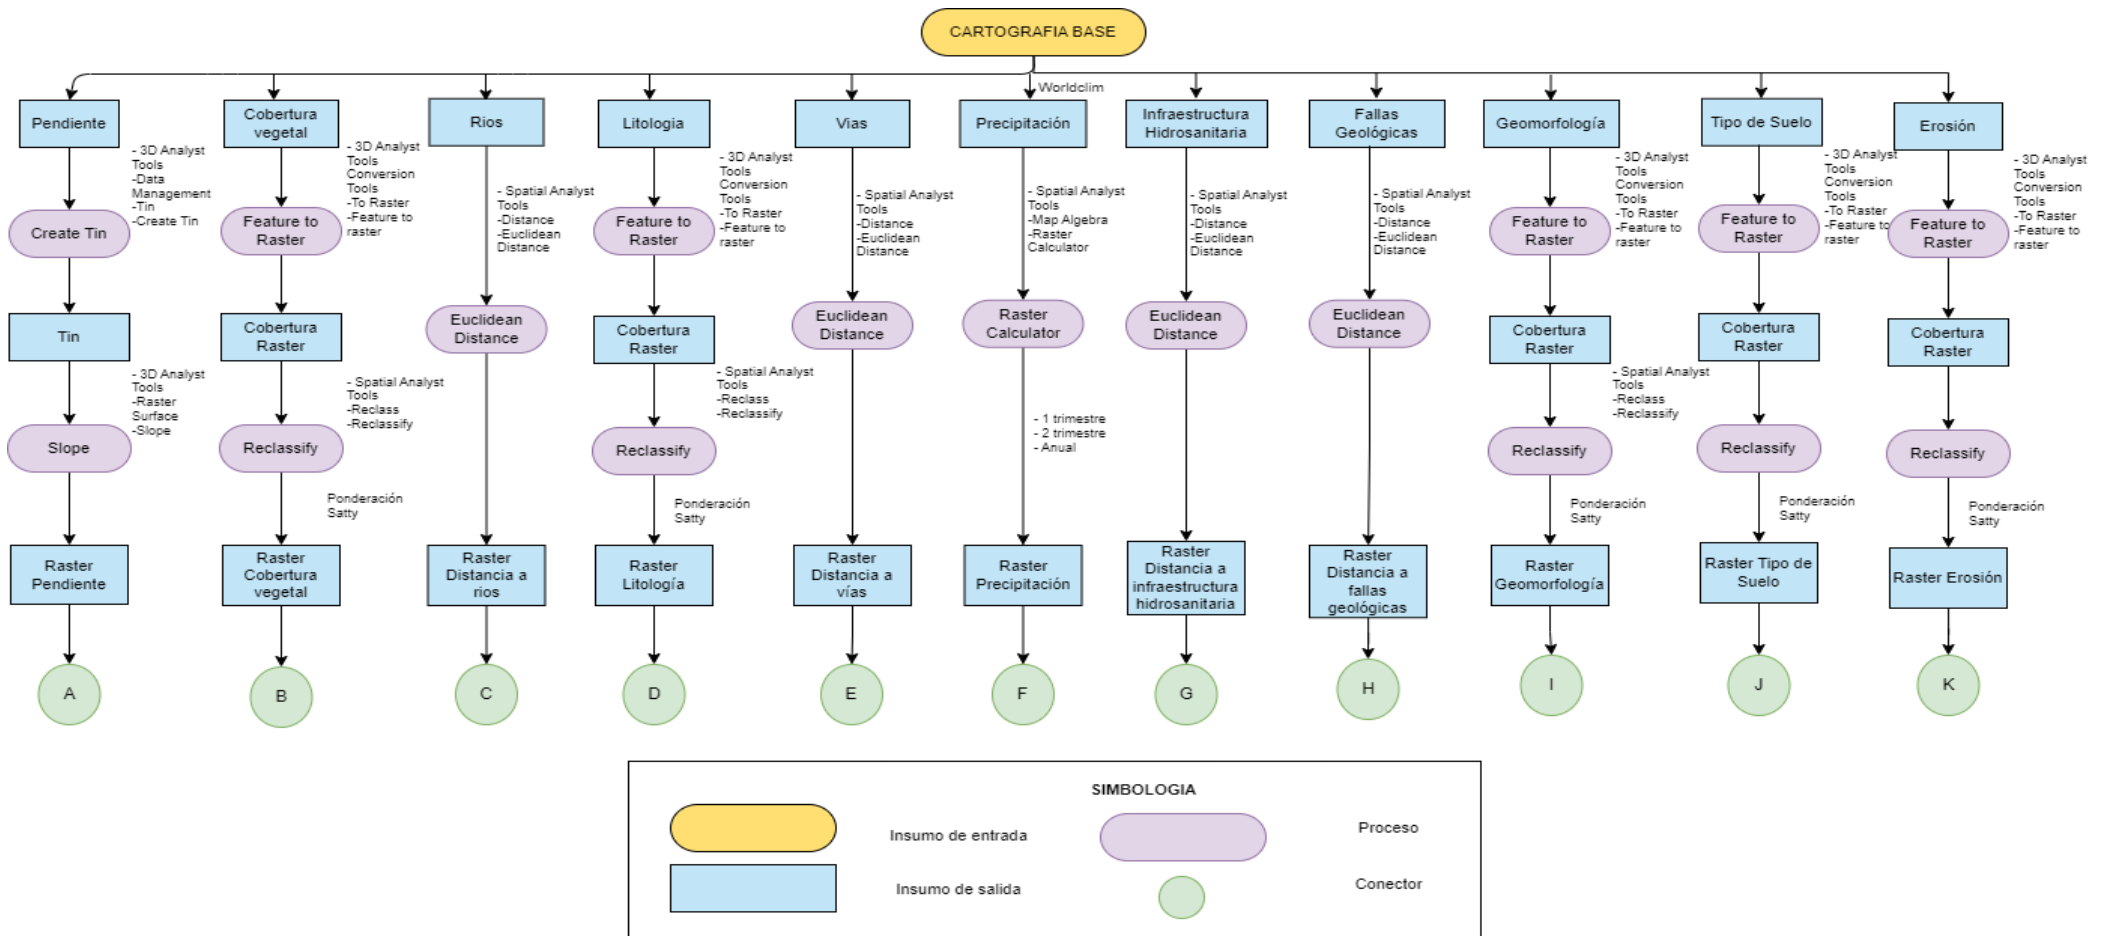 CARTOGRAFIA BASE
Worldclim
Pendiente
- 3D Analyst
Tools
-Data
Management
-Tin
-Create Tin
Create Tin
Tin
- 3D Analyst
Tools
-Raster
Surface
-Slope
Slope
Raster
Pendiente
A
Cobertura
vegetal
- 3D Analyst
Tools
Conversion
Tools
-To Raster
-Feature to
raster
Feature to
Raster
Cobertura
Raster
- Spatial Analyst
Tools
-Reclass
-Reclassify
Reclassify
Ponderación
Satty
Raster
Cobertura
vegetal
B
Rios
- Spatial Analyst
Tools
-Distance
-Euclidean
Distance
Euclidean
Distance
Raster
Distancia a
rios
C
Litologia
- 3D Analyst
Tools
Conversion
Tools
-To Raster
-Feature to
raster
Feature to
Raster
Cobertura
Raster
- Spatial Analyst
Tools
-Reclass
-Reclassify
Reclassify
Ponderación
Satty
Raster
Litología
D
Vias
- Spatial Analyst
Tools
-Distance
-Euclidean
Distance
Euclidean
Distance
Raster
Distancia a
vías
E
Precipitación
- Spatial Analyst
Tools
-Map Algebra
-Raster
Calculator
Raster
Calculator
- 1 trimestre
- 2 trimestre
- Anual
Raster
Precipitación
F
Infraestructura
Hidrosanitaria
- Spatial Analyst
Tools
-Distance
-Euclidean
Distance
Euclidean
Distance
Raster
Distancia a
infraestructura
hidrosanitaria
G
Fallas
Geológicas
- Spatial Analyst
Tools
-Distance
-Euclidean
Distance
Euclidean
Distance
Raster
Distancia a
fallas
geológicas
H
Geomorfología
- 3D Analyst
Tools
Conversion
Tools
-To Raster
-Feature to
raster
Feature to
Raster
Cobertura
Raster
- Spatial Analyst
Tools
-Reclass
-Reclassify
Reclassify
Ponderación
Satty
Raster
Geomorfología
I
Tipo de Suelo
- 3D Analyst
Tools
Conversion
Tools
-To Raster
-Feature to
raster
Feature to
Raster
Cobertura
Raster
Reclassify
Ponderación
Satty
Raster Tipo de
Suelo
J
Erosión
- 3D Analyst
Tools
Conversion
Tools
-To Raster
-Feature to
raster
Feature to
Raster
Cobertura
Raster
Reclassify
Ponderación
Satty
Raster Erosión
K
SIMBOLOGIA
Insumo de entrada
Proceso
Insumo de salida
Conector